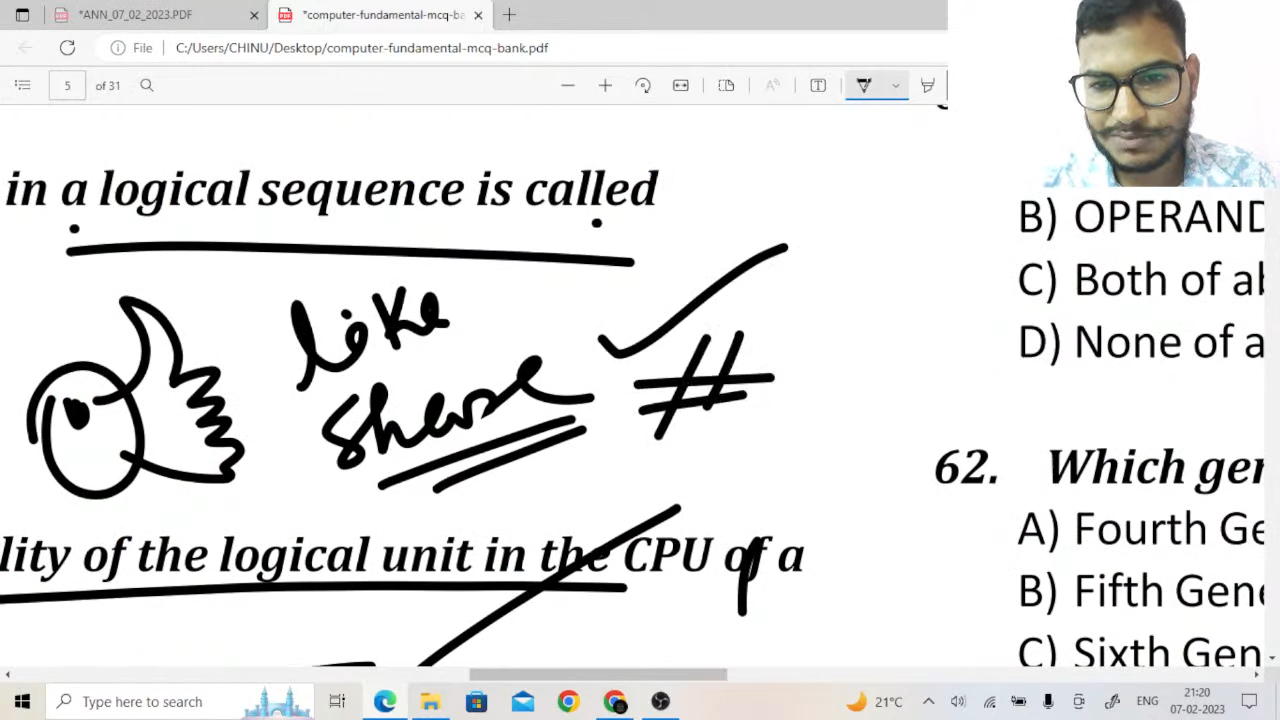 *ANN_07_02_2023.PDF
*computer-fundamental-mcq-ba
File C:/Users/CHINU/Desktop/computer-fundamental-mcq-bank.pdf
5 of 31
in a logical sequence is called
like
share
#
lity of the logical unit in the CPU of a
B) OPERAND
C) Both of ab
D) None of a
62. Which gen
A) Fourth Ge
B) Fifth Gene
C) Sixth Gen
Type here to search
21°C
ENG
21:20
07-02-2023